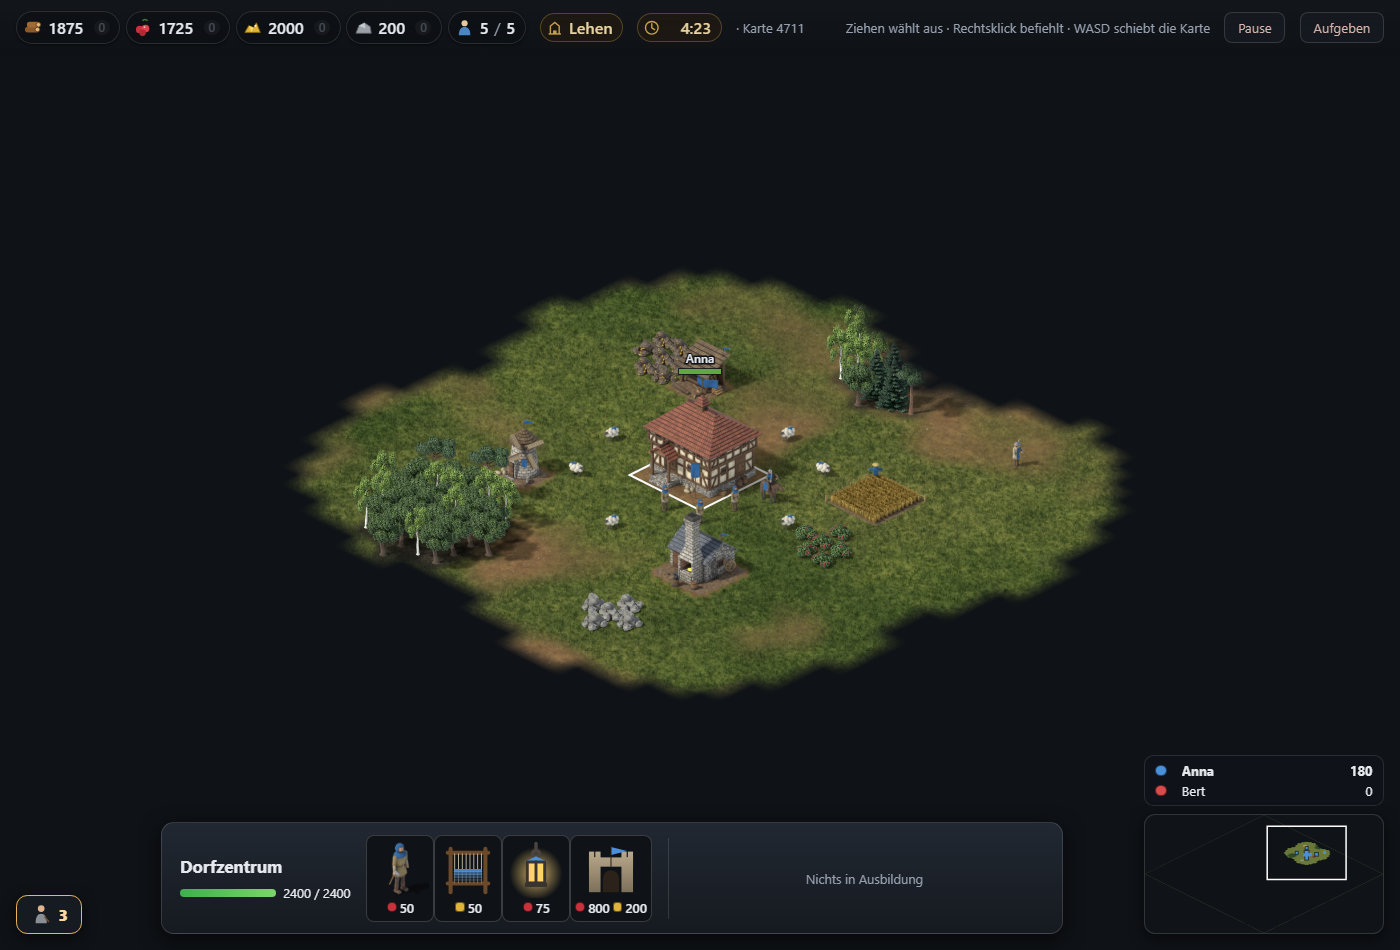 1875 0 1725 0 2000 0 200 0 5 / 5 Lehen 4:23 · Karte 4711 Ziehen wählt aus · Rechtsklick befiehlt · WASD schiebt die Karte Pause Aufgeben
Anna
Anna 180
Bert 0
Dorfzentrum
2400 / 2400
50 50 75 800 200
Nichts in Ausbildung
3